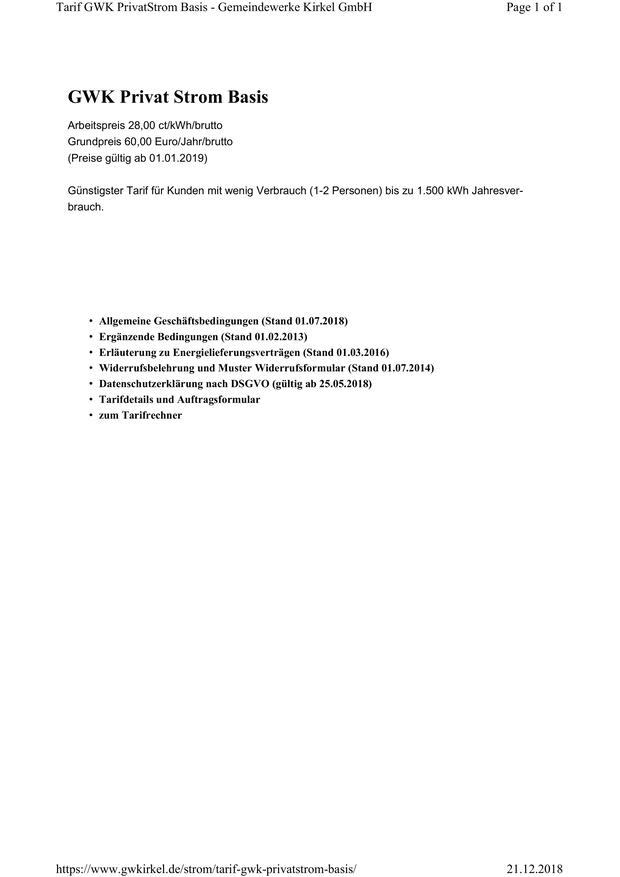 Tarif GWK PrivatStrom Basis - Gemeindewerke Kirkel GmbH Page 1 of 1
GWK Privat Strom Basis
Arbeitspreis 28,00 ct/kWh/brutto
Grundpreis 60,00 Euro/Jahr/brutto
(Preise gültig ab 01.01.2019)
Günstigster Tarif für Kunden mit wenig Verbrauch (1-2 Personen) bis zu 1.500 kWh Jahresver-
brauch.
• Allgemeine Geschäftsbedingungen (Stand 01.07.2018)
• Ergänzende Bedingungen (Stand 01.02.2013)
• Erläuterung zu Energielieferungsverträgen (Stand 01.03.2016)
• Widerrufsbelehrung und Muster Widerrufsformular (Stand 01.07.2014)
• Datenschutzerklärung nach DSGVO (gültig ab 25.05.2018)
• Tarifdetails und Auftragsformular
• zum Tarifrechner
https://www.gwkirkel.de/strom/tarif-gwk-privatstrom-basis/ 21.12.2018